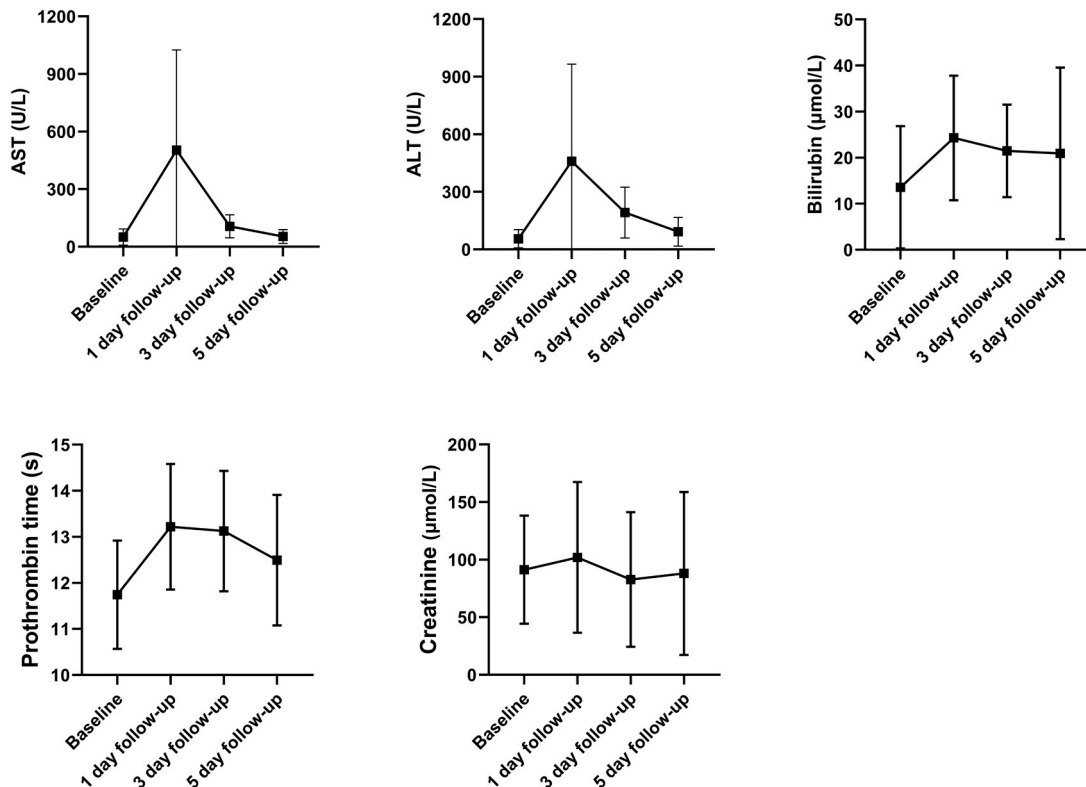 AST (U/L)
1200
900
600
300
0
Baseline
1 day follow-up
3 day follow-up
5 day follow-up
ALT (U/L)
1200
900
600
300
0
Baseline
1 day follow-up
3 day follow-up
5 day follow-up
Bilirubin (µmol/L)
50
40
30
20
10
0
Baseline
1 day follow-up
3 day follow-up
5 day follow-up
Prothrombin time (s)
15
14
13
12
11
10
Baseline
1 day follow-up
3 day follow-up
5 day follow-up
Creatinine (µmol/L)
200
150
100
50
0
Baseline
1 day follow-up
3 day follow-up
5 day follow-up